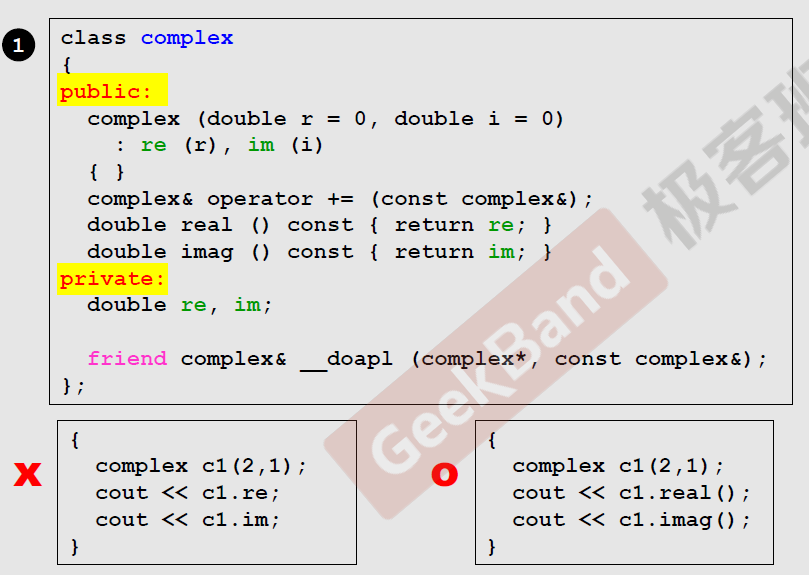 1
class complex
{
public:
  complex (double r = 0, double i = 0)
    : re (r), im (i)
  { }
  complex& operator += (const complex&);
  double real () const { return re; }
  double imag () const { return im; }
private:
  double re, im;
  friend complex& __doapl (complex*, const complex&);
};
GeekBand 极客班
x
{
  complex c1(2,1);
  cout << c1.re;
  cout << c1.im;
}
o
{
  complex c1(2,1);
  cout << c1.real();
  cout << c1.imag();
}